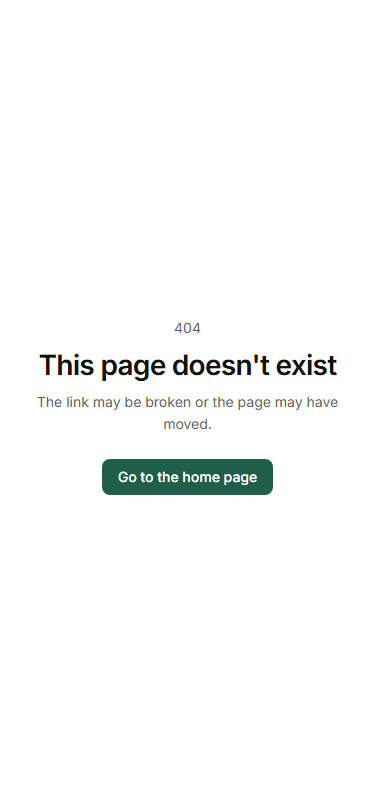 404
This page doesn't exist
The link may be broken or the page may have
moved.
Go to the home page